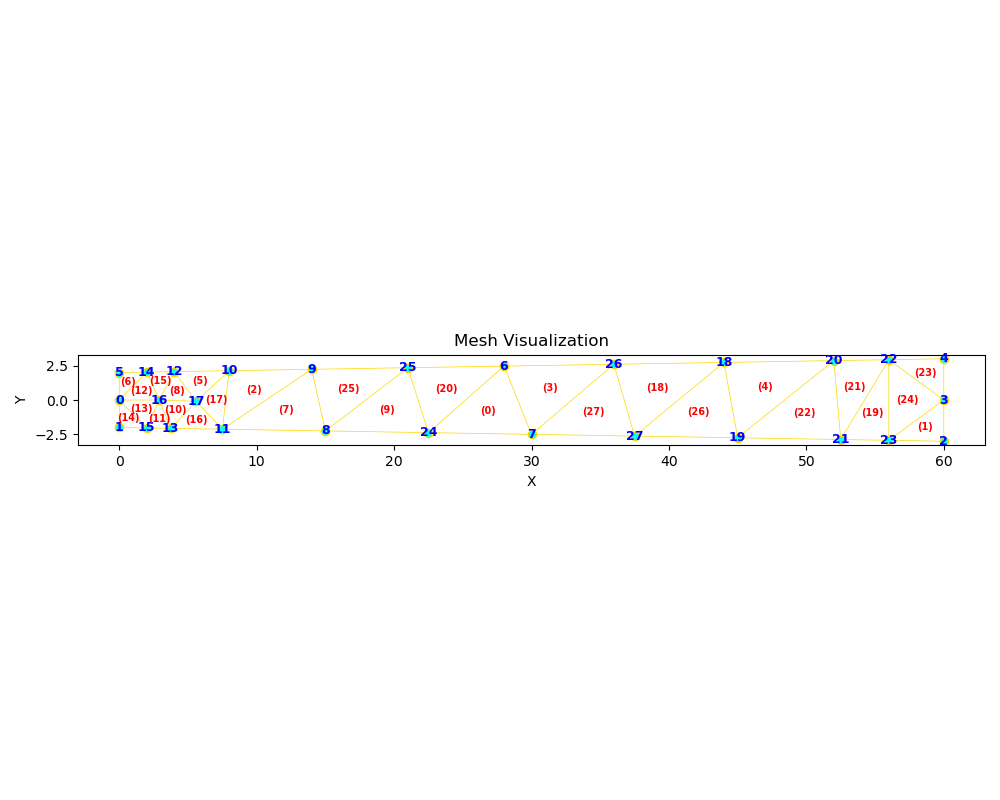 Mesh Visualization
2.5
0.0
−2.5
Y
5 14 12 10 9 25 6 26 18 20 22 4
(6) (15) (5) (23)
(12) (8) (2) (25) (20) (3) (18) (4) (21)
0 16 17 (17) (24) 3
(13) (10) (7) (9) (0) (27) (26) (22) (19)
(14) (11) (16) (1)
1 15 13 11 8 24 7 27 19 21 23 2
0 10 20 30 40 50 60
X